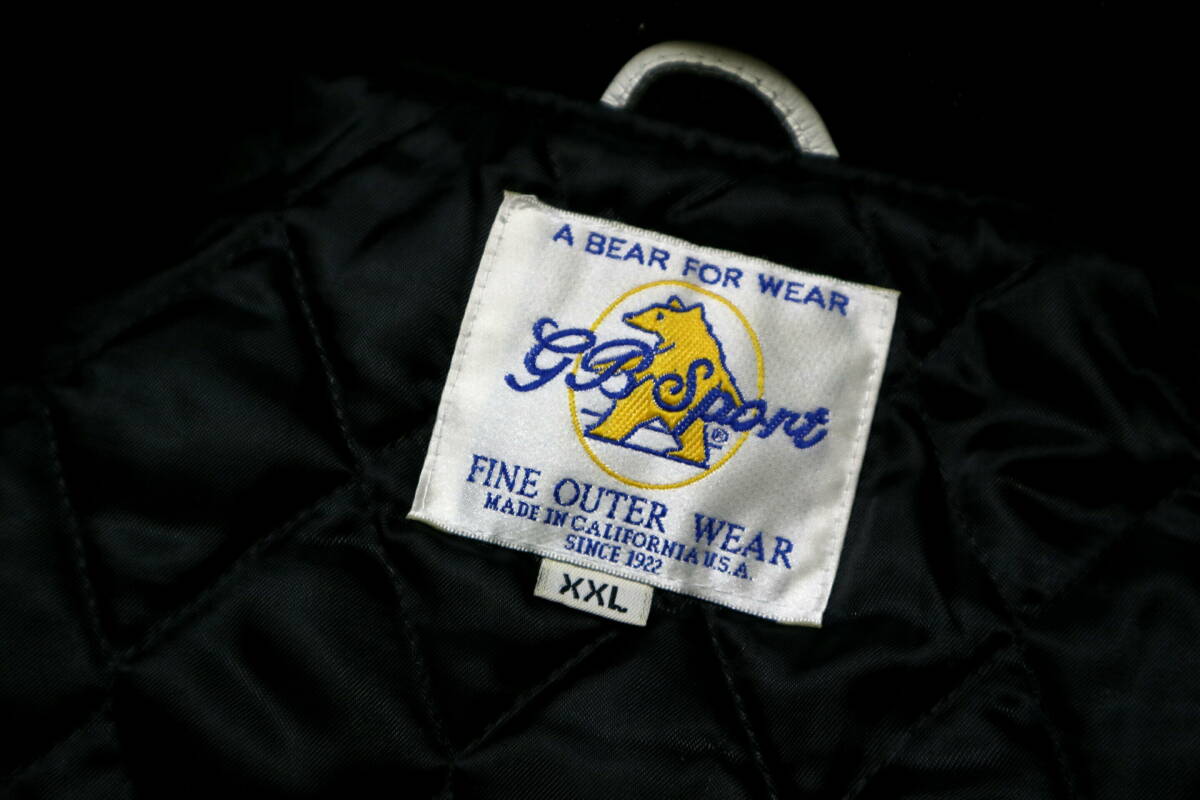 A BEAR FOR WEAR
GB Sport
®
FINE OUTER WEAR
MADE IN CALIFORNIA U.S.A.
SINCE 1922
XXL